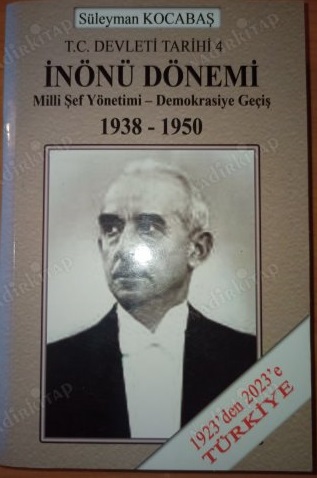 Süleyman KOCABAŞ
T.C. DEVLETİ TARİHİ 4
İNÖNÜ DÖNEMİ
Milli Şef Yönetimi – Demokrasiye Geçiş
1938 - 1950
1923'den 2023'e
TÜRKİYE
nadirkitap